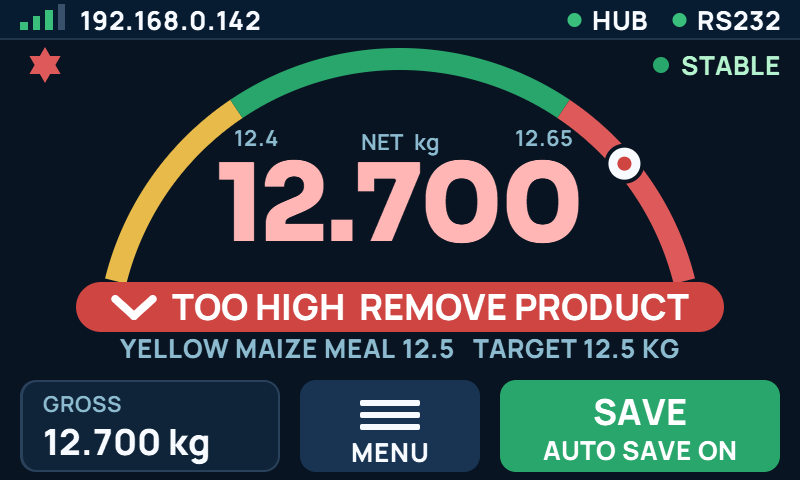 192.168.0.142 HUB RS232
STABLE
12.4 NET kg 12.65
12.700
TOO HIGH REMOVE PRODUCT
YELLOW MAIZE MEAL 12.5 TARGET 12.5 KG
GROSS
12.700 kg
MENU
SAVE
AUTO SAVE ON